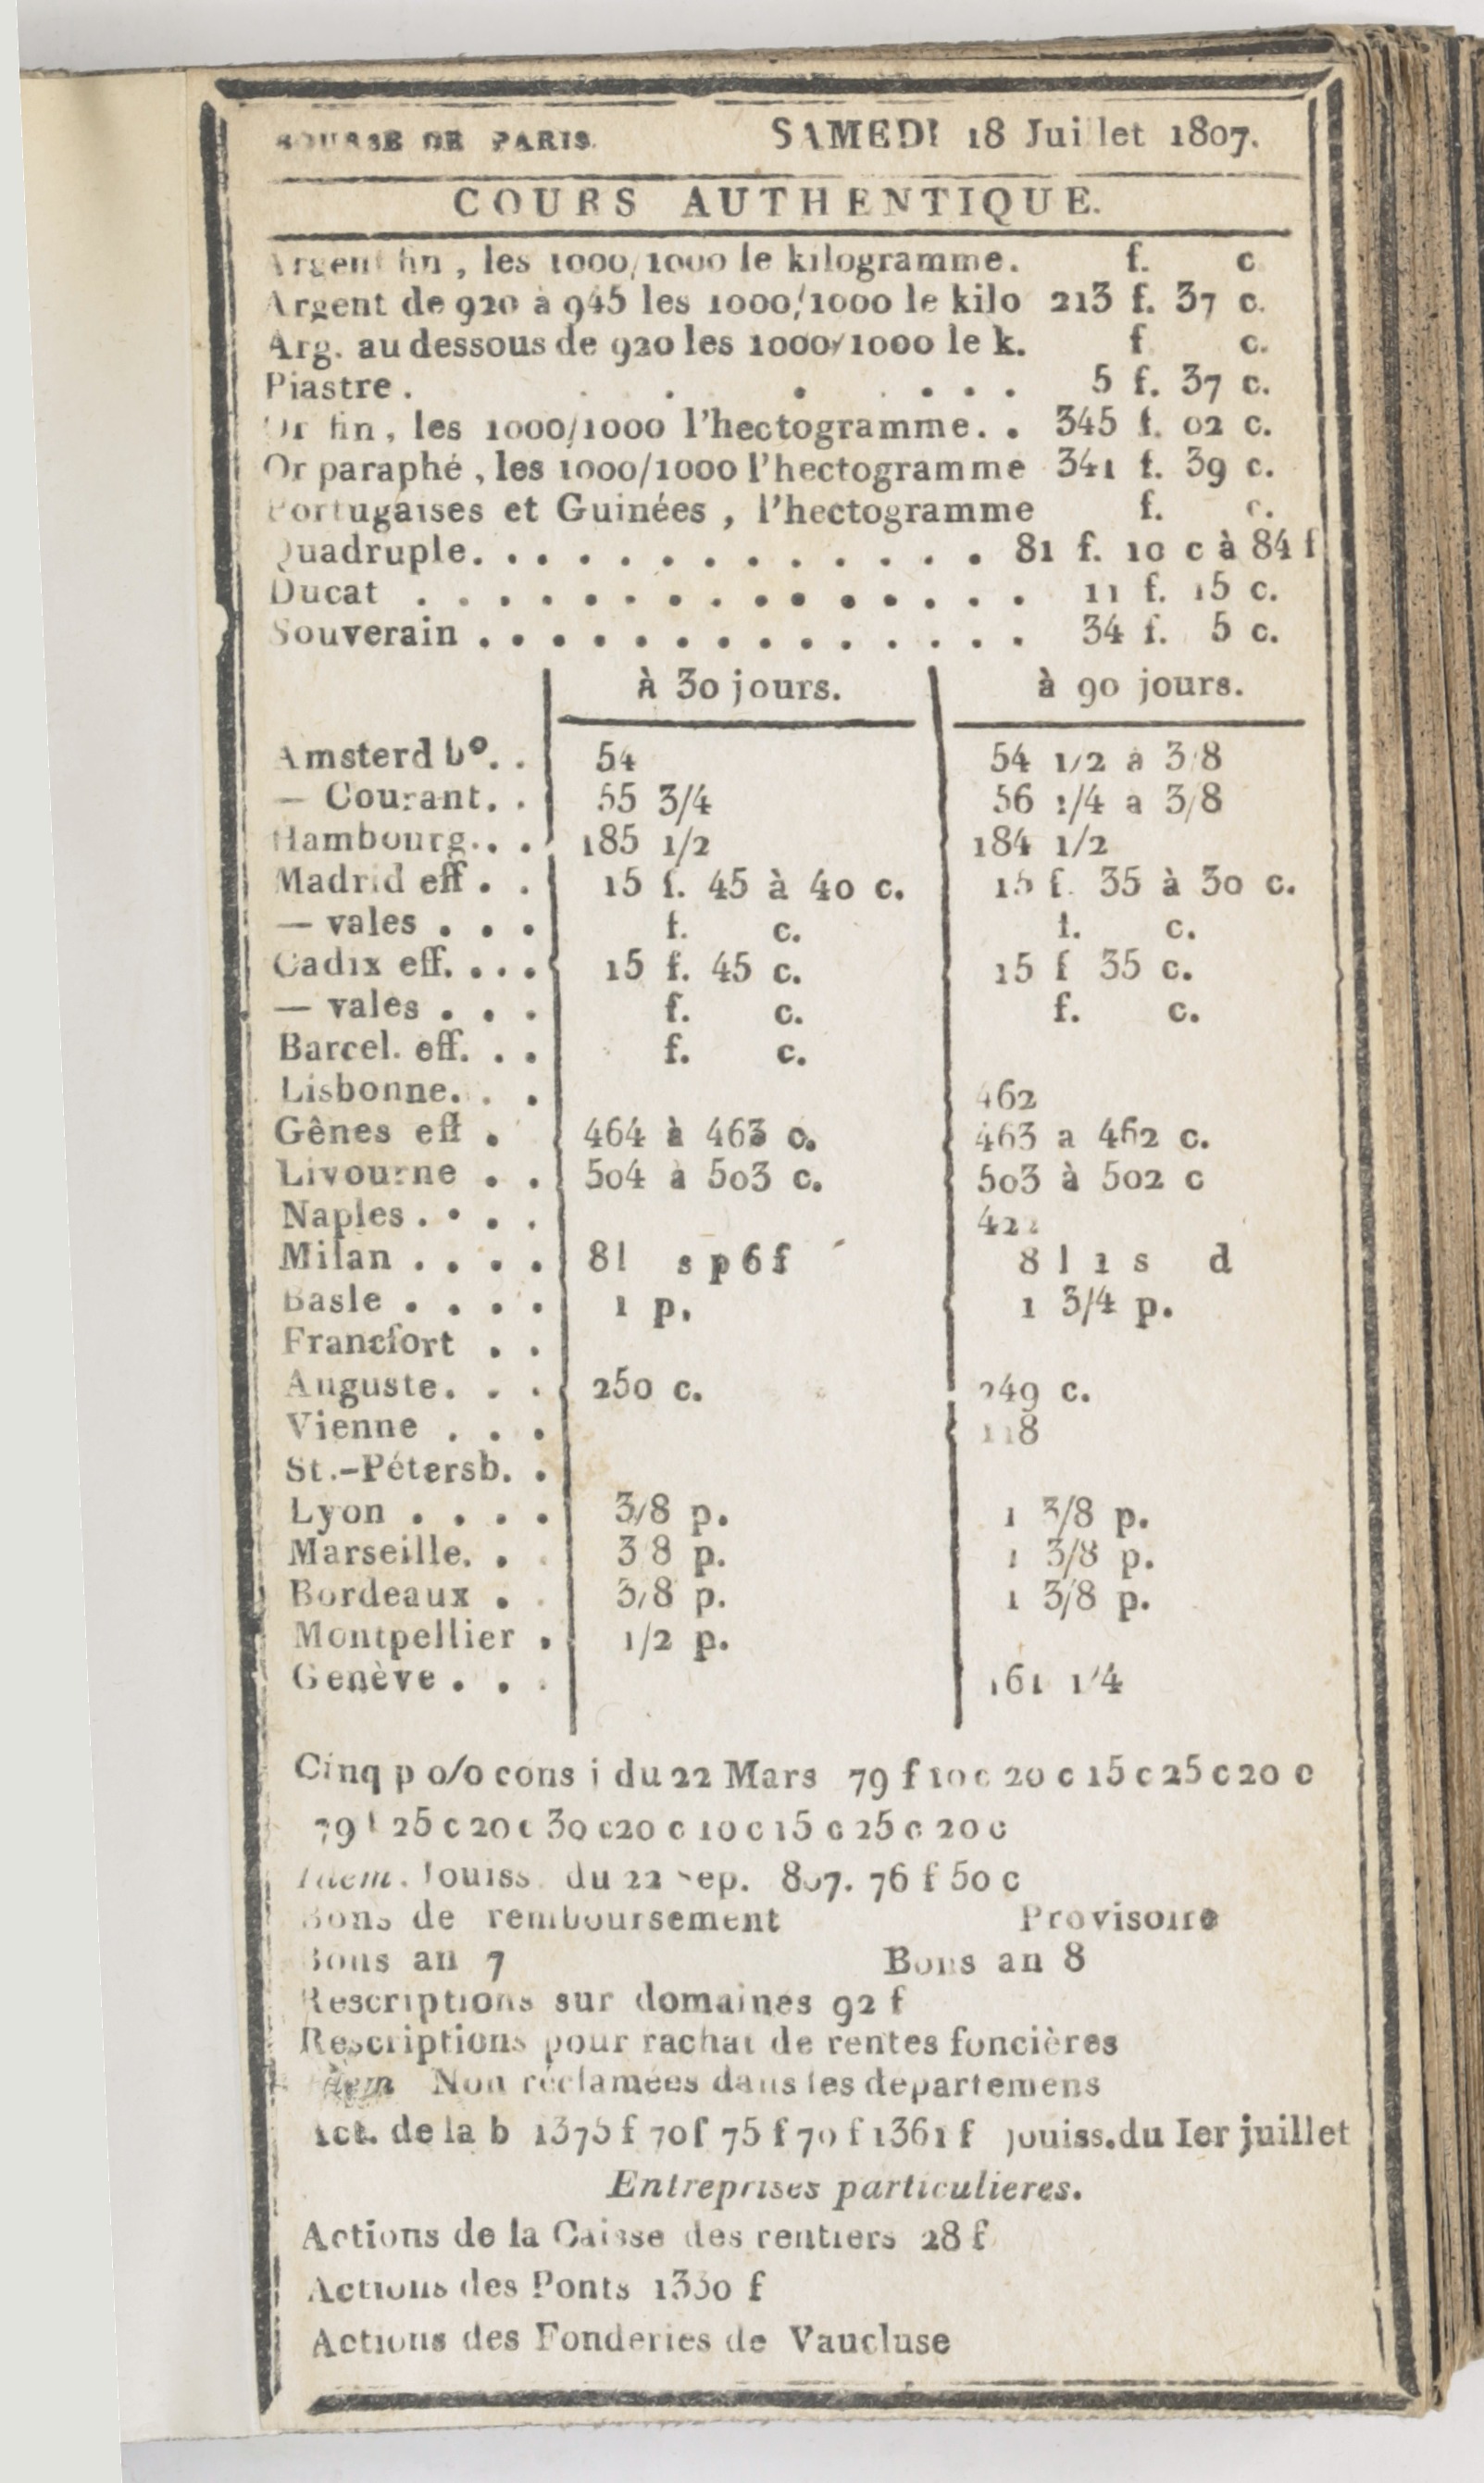 BOURSE DE PARIS. SAMEDI 18 Juillet 1807.
COURS AUTHENTIQUE.
Argent fin, les 1000/1000 le kilogramme. f. c
Argent de 920 à 945 les 1000/1000 le kilo 213 f. 37 c.
Arg. au dessous de 920 les 1000/1000 le k. f c.
Piastre . . . . . . . . 5 f. 37 c.
Or fin, les 1000/1000 l'hectogramme. . 345 f. 02 c.
Or paraphé, les 1000/1000 l'hectogramme 341 f. 39 c.
Portugaises et Guinées, l'hectogramme f. c.
Quadruple. . . . . . . . . . . . . 81 f. 10 c à 84 f
Ducat . . . . . . . . . . . . . . . 11 f. 15 c.
Souverain . . . . . . . . . . . . . . 34 f. 5 c.
à 30 jours. à 90 jours.
Amsterd bº. . 54 54 1/2 à 3/8
— Courant. . 55 3/4 56 1/4 a 3/8
Hambourg. . . 185 1/2 184 1/2
Madrid eff . . 15 f. 45 à 40 c. 15 f. 35 à 30 c.
— vales . . . f. c. f. c.
Cadix eff. . . . 15 f. 45 c. 15 f 35 c.
— vales . . . f. c. f. c.
Barcel. eff. . . f. c.
Lisbonne. . . 462
Gênes eff . 464 à 463 c. 463 a 462 c.
Livourne . . 504 à 503 c. 503 à 502 c
Naples . . . . 422
Milan . . . . 8 l s p 6 f 8 l 1 s d
Basle . . . . 1 p. 1 3/4 p.
Francfort . .
Auguste. . . 250 c. 249 c.
Vienne . . . 118
St.-Pétersb. .
Lyon . . . . 3/8 p. 1 3/8 p.
Marseille. . . 3 8 p. 1 3/8 p.
Bordeaux . . 3/8 p. 1 3/8 p.
Montpellier . 1/2 p.
Genève . . . 161 1/4
Cinq p o/o cons j du 22 Mars 79 f 10 c 20 c 15 c 25 c 20 c
79 f 25 c 20 c 30 c 20 c 10 c 15 c 25 c 20 c
Idem. Jouiss. du 22 Sep. 807. 76 f 50 c
Bons de remboursement Provisoire
Bons an 7 Bons an 8
Rescriptions sur domaines 92 f
Rescriptions pour rachat de rentes foncières
Idem Non réclamées dans les departemens
Act. de la b 1375 f 70 f 75 f 70 f 1361 f jouiss. du Ier juillet
Entreprises particulieres.
Actions de la Caisse des rentiers 28 f
Actions des Ponts 1330 f
Actions des Fonderies de Vaucluse